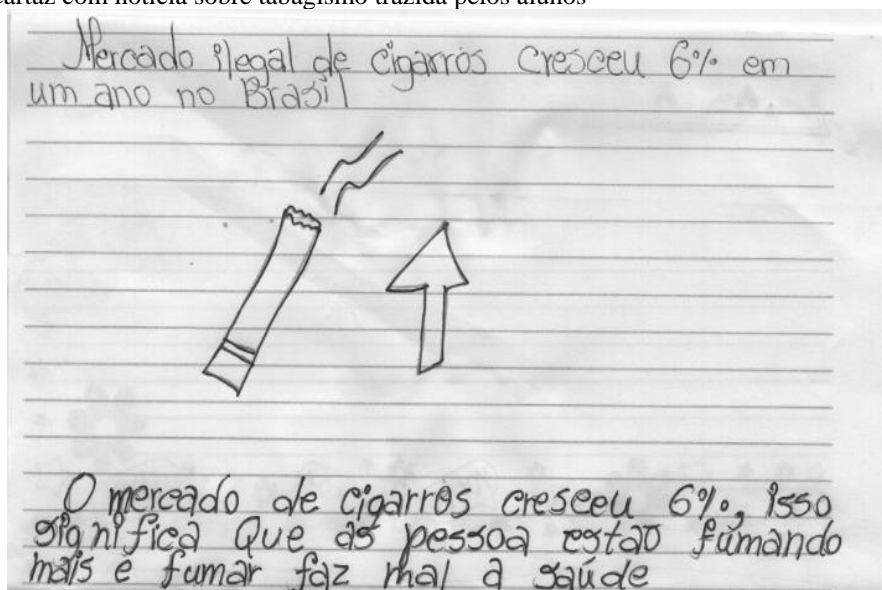 cartaz com notícia sobre tabagismo trazida pelos alunos
Mercado ilegal de cigarros cresceu 6% em
um ano no Brasil
O mercado de cigarros cresceu 6%, isso
significa Que as pessoa estão fumando
mais e fumar faz mal a saúde